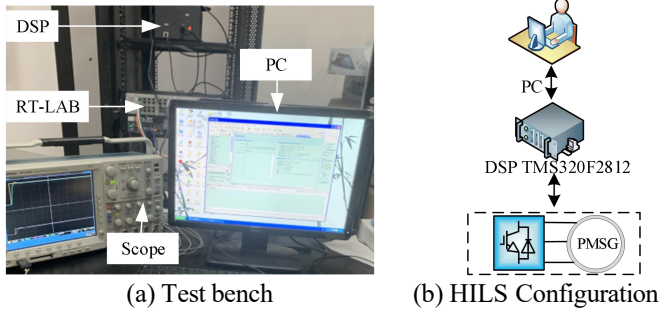 DSP
PC
RT-LAB
Scope
(a) Test bench
PC
DSP TMS320F2812
PMSG
(b) HILS Configuration